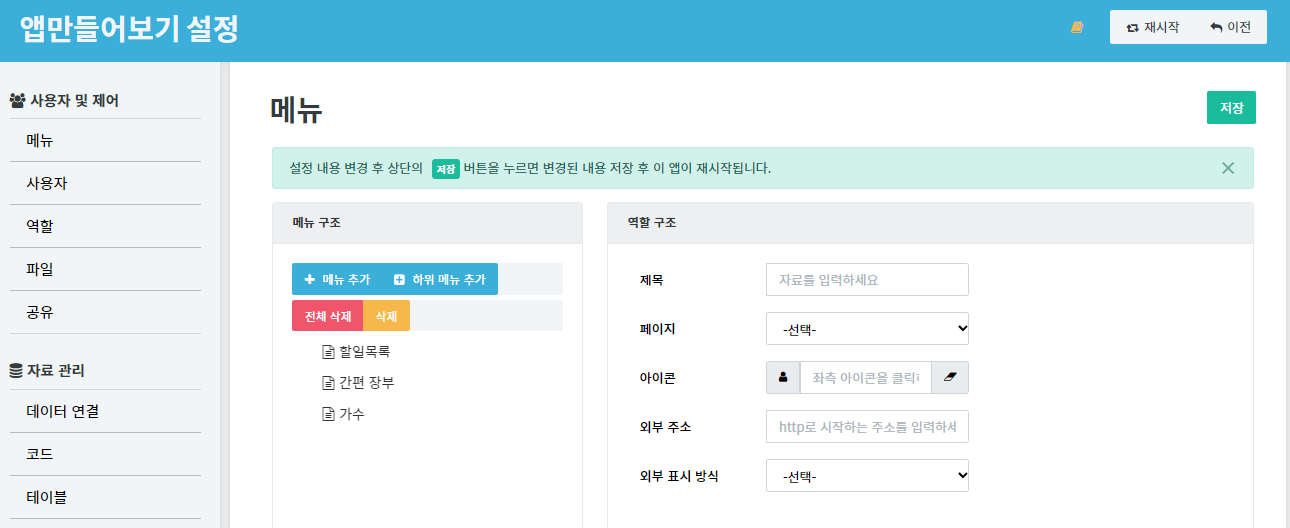 앱만들어보기 설정
재시작
이전
사용자 및 제어
메뉴
사용자
역할
파일
공유
자료 관리
데이터 연결
코드
테이블
메뉴
저장
설정 내용 변경 후 상단의 저장 버튼을 누르면 변경된 내용 저장 후 이 앱이 재시작됩니다.
메뉴 구조
메뉴 추가
하위 메뉴 추가
전체 삭제
삭제
할일목록
간편 장부
가수
역할 구조
제목
자료를 입력하세요
페이지
-선택-
아이콘
좌측 아이콘을 클릭
외부 주소
http로 시작하는 주소를 입력하
외부 표시 방식
-선택-